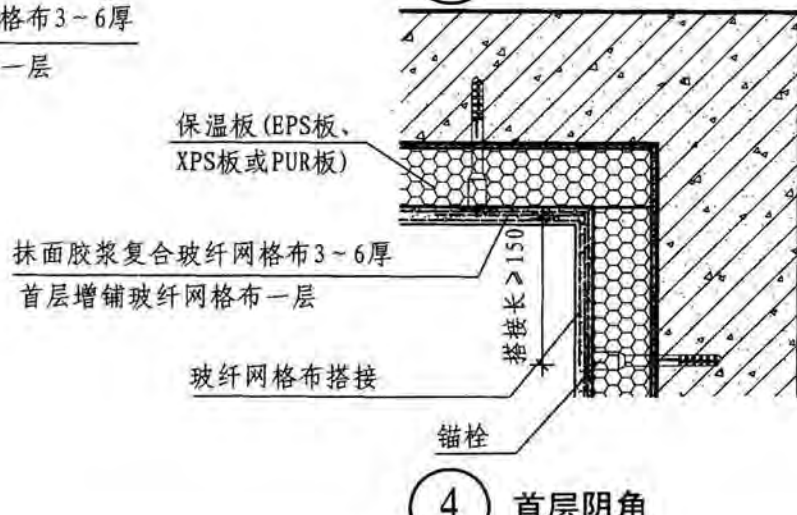 格布3~6厚
一层
保温板(EPS板、
XPS板或PUR板)
抹面胶浆复合玻纤网格布3~6厚
首层增铺玻纤网格布一层
搭接长≥150
玻纤网格布搭接
锚栓
4 首层阴角